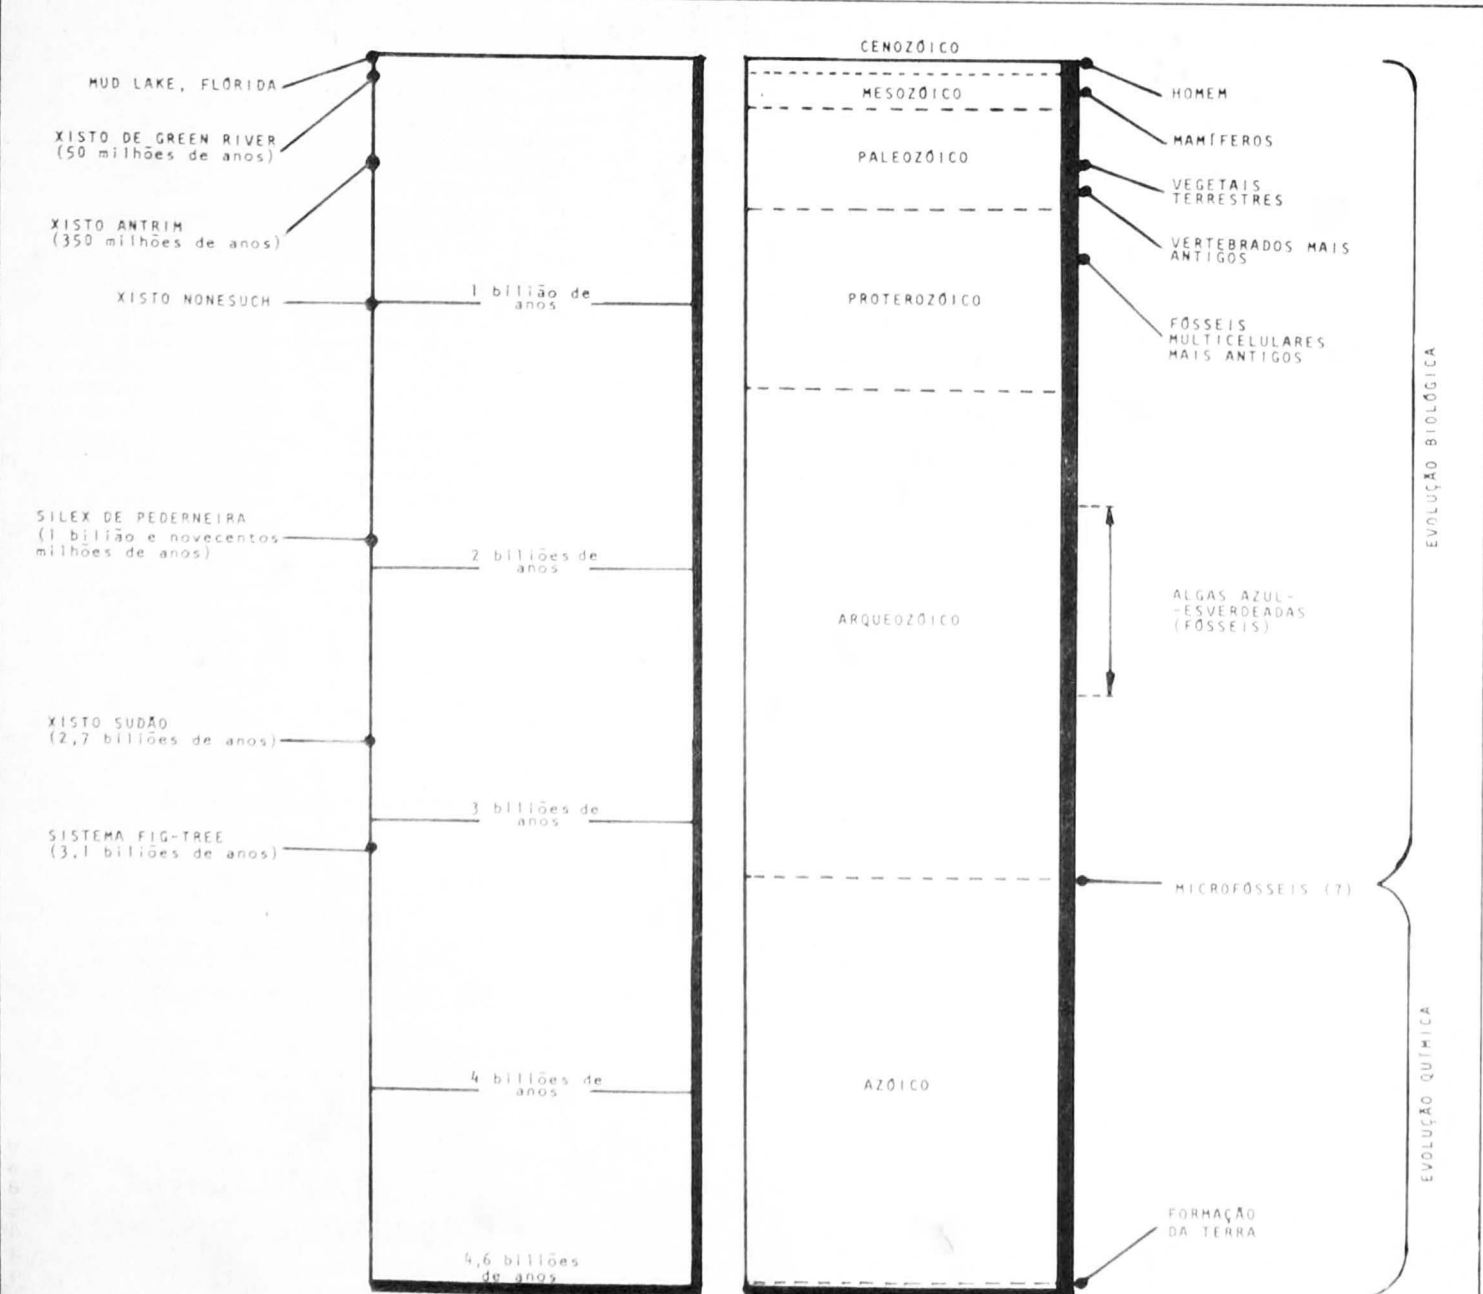 MUD LAKE, FLÓRIDA
XISTO DE GREEN RIVER
(50 milhões de anos)
XISTO ANTRIM
(350 milhões de anos)
XISTO NONESUCH
SILEX DE PEDERNEIRA
(1 bilião e novecentos
milhões de anos)
XISTO SUDÃO
(2,7 biliões de anos)
SISTEMA FIG-TREE
(3,1 biliões de anos)
1 bilião de
anos
2 biliões de
anos
3 biliões de
anos
4 biliões de
anos
4,6 biliões
de anos
CENOZÓICO
MESOZÓICO
PALEOZÓICO
PROTEROZÓICO
ARQUEOZÓICO
AZÓICO
HOMEM
MAMÍFEROS
VEGETAIS
TERRESTRES
VERTEBRADOS MAIS
ANTIGOS
FÓSSEIS
MULTICELULARES
MAIS ANTIGOS
ALGAS AZUL-
-ESVERDEADAS
(FÓSSEIS)
MICROFÓSSEIS (?)
FORMAÇÃO
DA TERRA
EVOLUÇÃO BIOLÓGICA
EVOLUÇÃO QUÍMICA